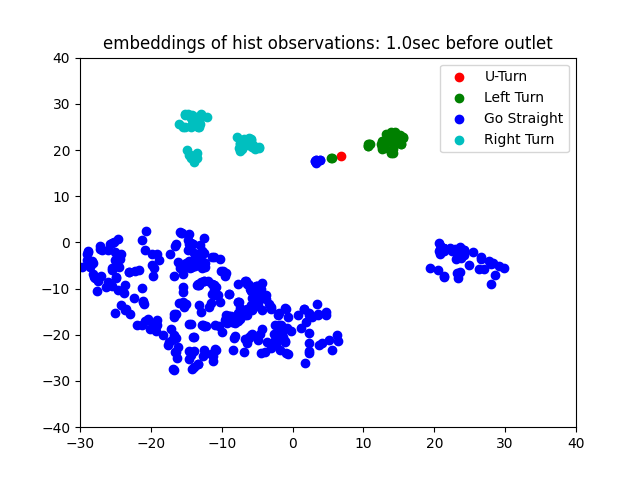 embeddings of hist observations: 1.0sec before outlet
U-Turn
Left Turn
Go Straight
Right Turn
40
30
20
10
0
−10
−20
−30
−40
−30 −20 −10 0 10 20 30 40